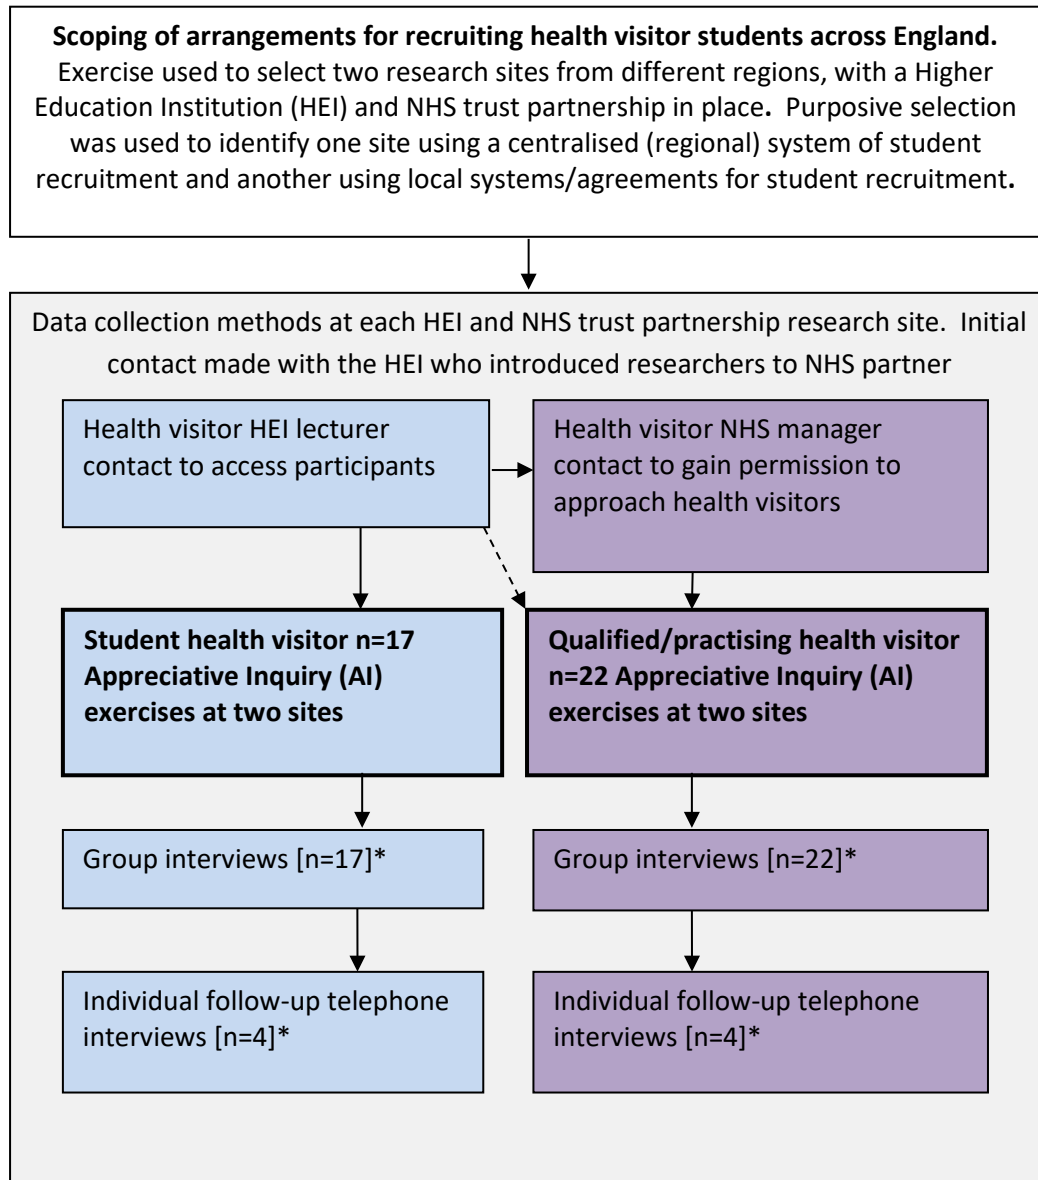 Scoping of arrangements for recruiting health visitor students across England.
Exercise used to select two research sites from different regions, with a Higher
Education Institution (HEI) and NHS trust partnership in place.  Purposive selection
was used to identify one site using a centralised (regional) system of student
recruitment and another using local systems/agreements for student recruitment.
Data collection methods at each HEI and NHS trust partnership research site.  Initial
contact made with the HEI who introduced researchers to NHS partner
Health visitor HEI lecturer
contact to access participants
Health visitor NHS manager
contact to gain permission to
approach health visitors
Student health visitor n=17
Appreciative Inquiry (AI)
exercises at two sites
Qualified/practising health visitor
n=22 Appreciative Inquiry (AI)
exercises at two sites
Group interviews [n=17]*
Group interviews [n=22]*
Individual follow-up telephone
interviews [n=4]*
Individual follow-up telephone
interviews [n=4]*